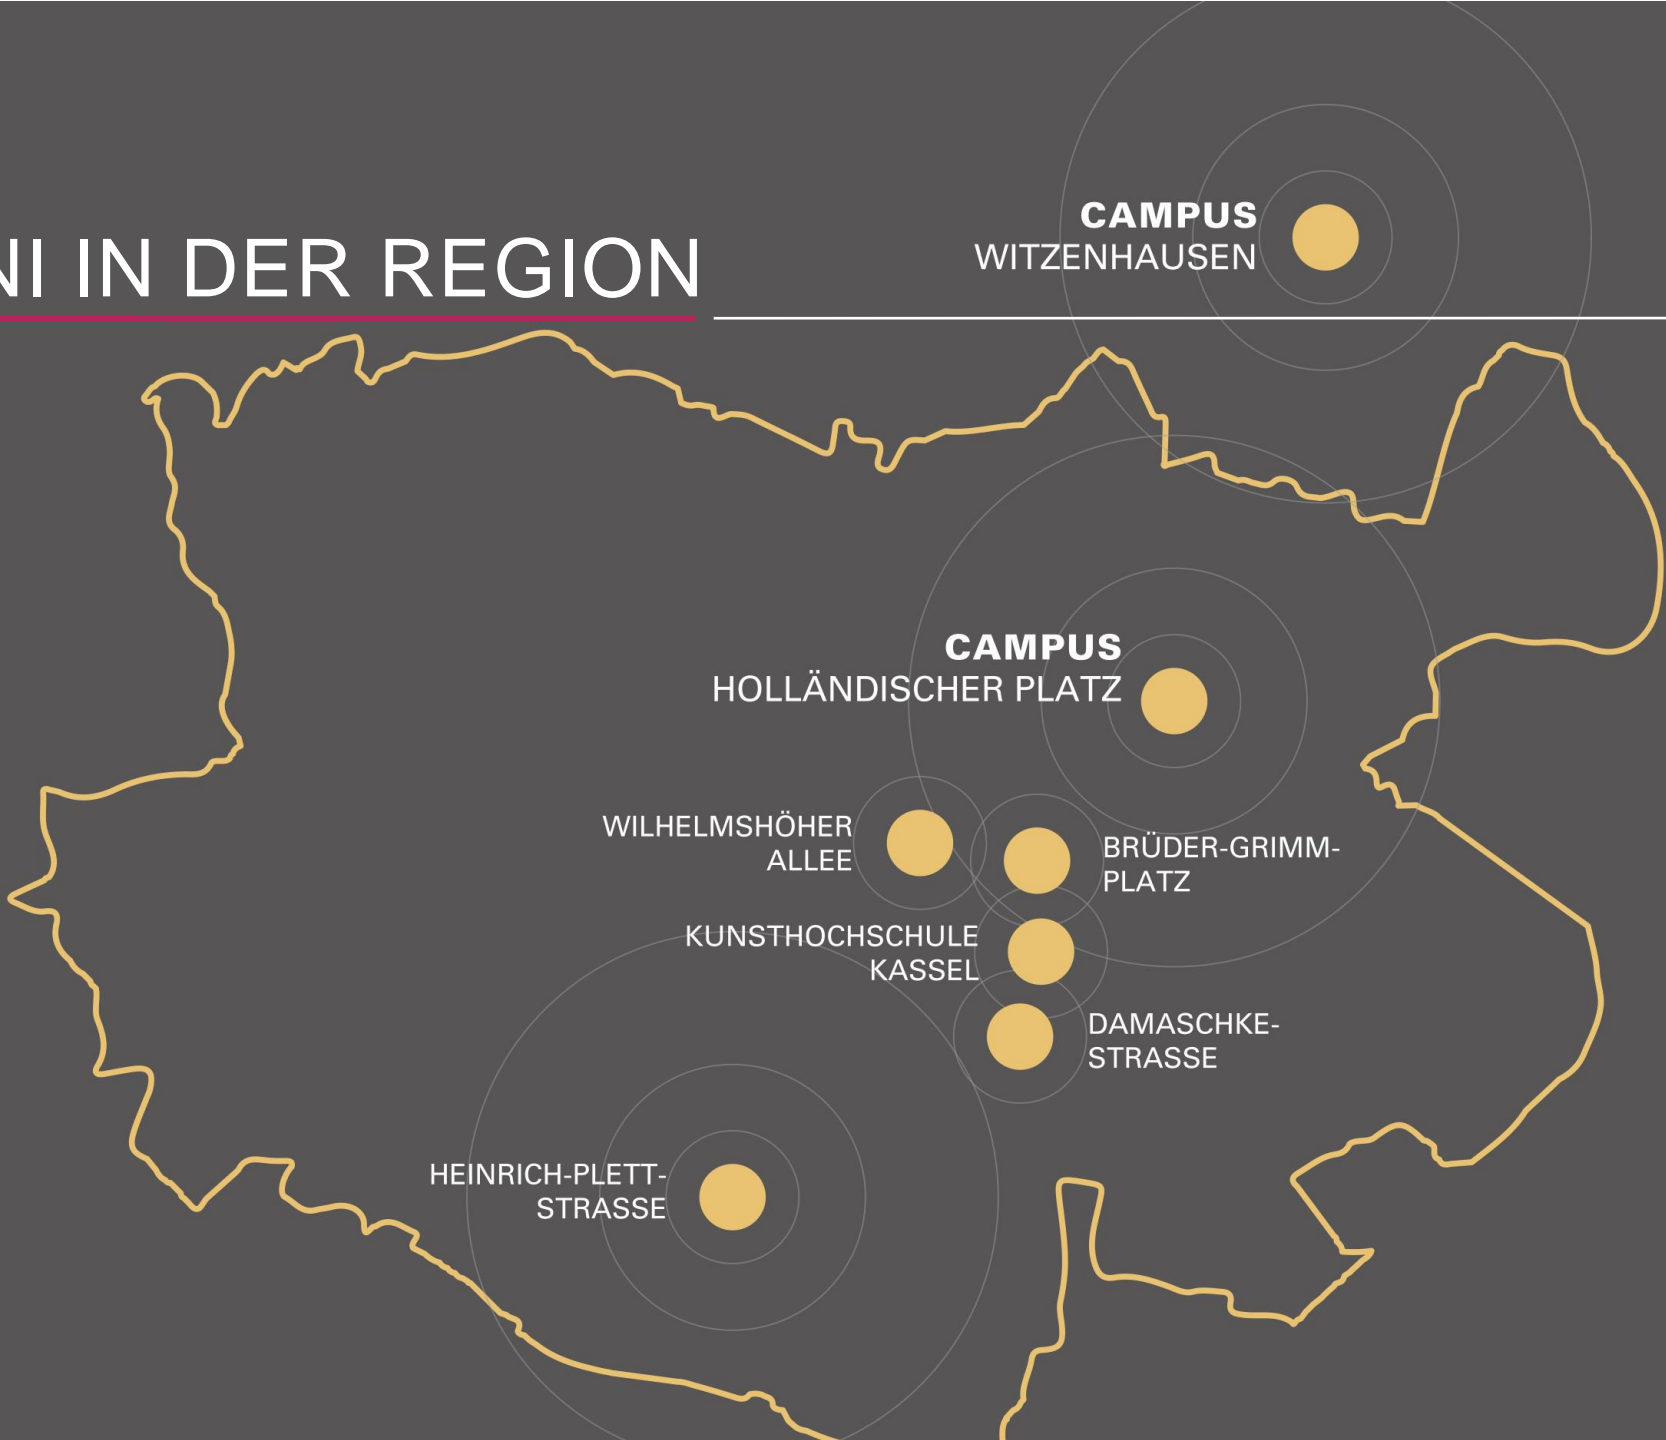 CAMPUS
WITZENHAUSEN
NI IN DER REGION
CAMPUS
HOLLÄNDISCHER PLATZ
WILHELMSHÖHER
ALLEE
BRÜDER-GRIMM-
PLATZ
KUNSTHOCHSCHULE
KASSEL
DAMASCHKE-
STRASSE
HEINRICH-PLETT-
STRASSE